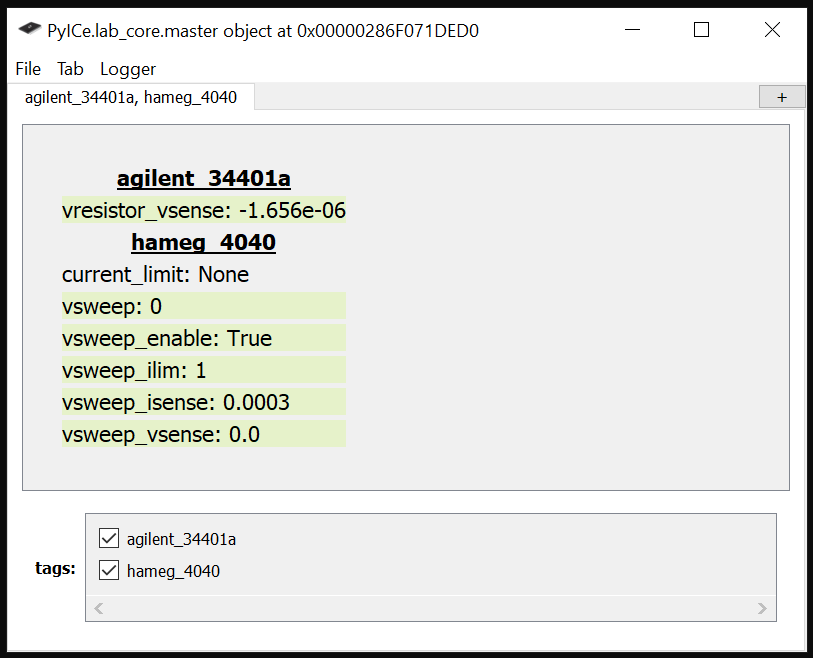 PyICe.lab_core.master object at 0x00000286F071DED0
File Tab Logger
agilent_34401a, hameg_4040
+
agilent_34401a
vresistor_vsense: -1.656e-06
hameg_4040
current_limit: None
vsweep: 0
vsweep_enable: True
vsweep_ilim: 1
vsweep_isense: 0.0003
vsweep_vsense: 0.0
agilent_34401a
tags:
hameg_4040